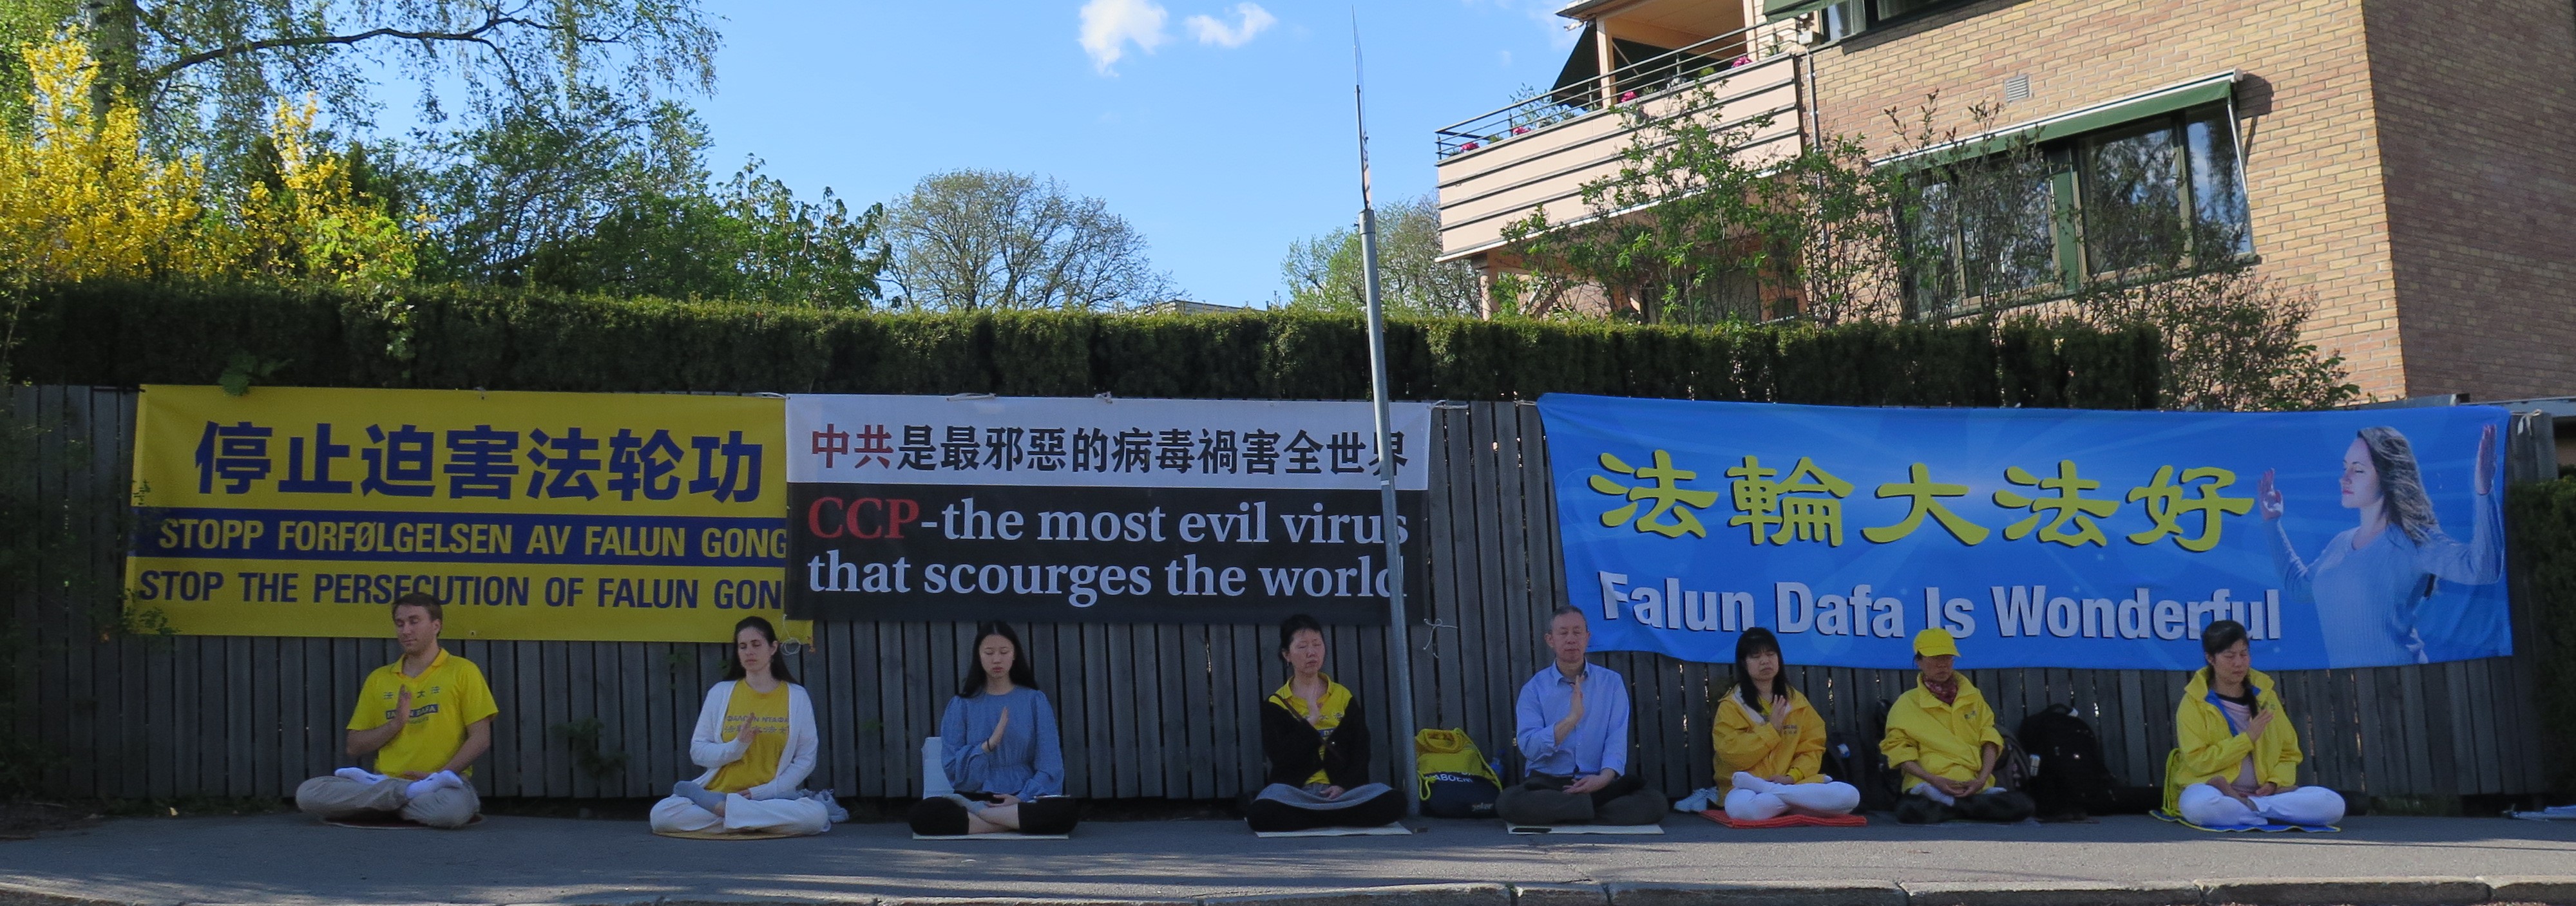 停止迫害法轮功
STOPP FORFØLGELSEN AV FALUN GONG
STOP THE PERSECUTION OF FALUN GON
中共是最邪惡的病毒禍害全世界
CCP-the most evil virus
that scourges the world
法輪大法好
Falun Dafa Is Wonderful